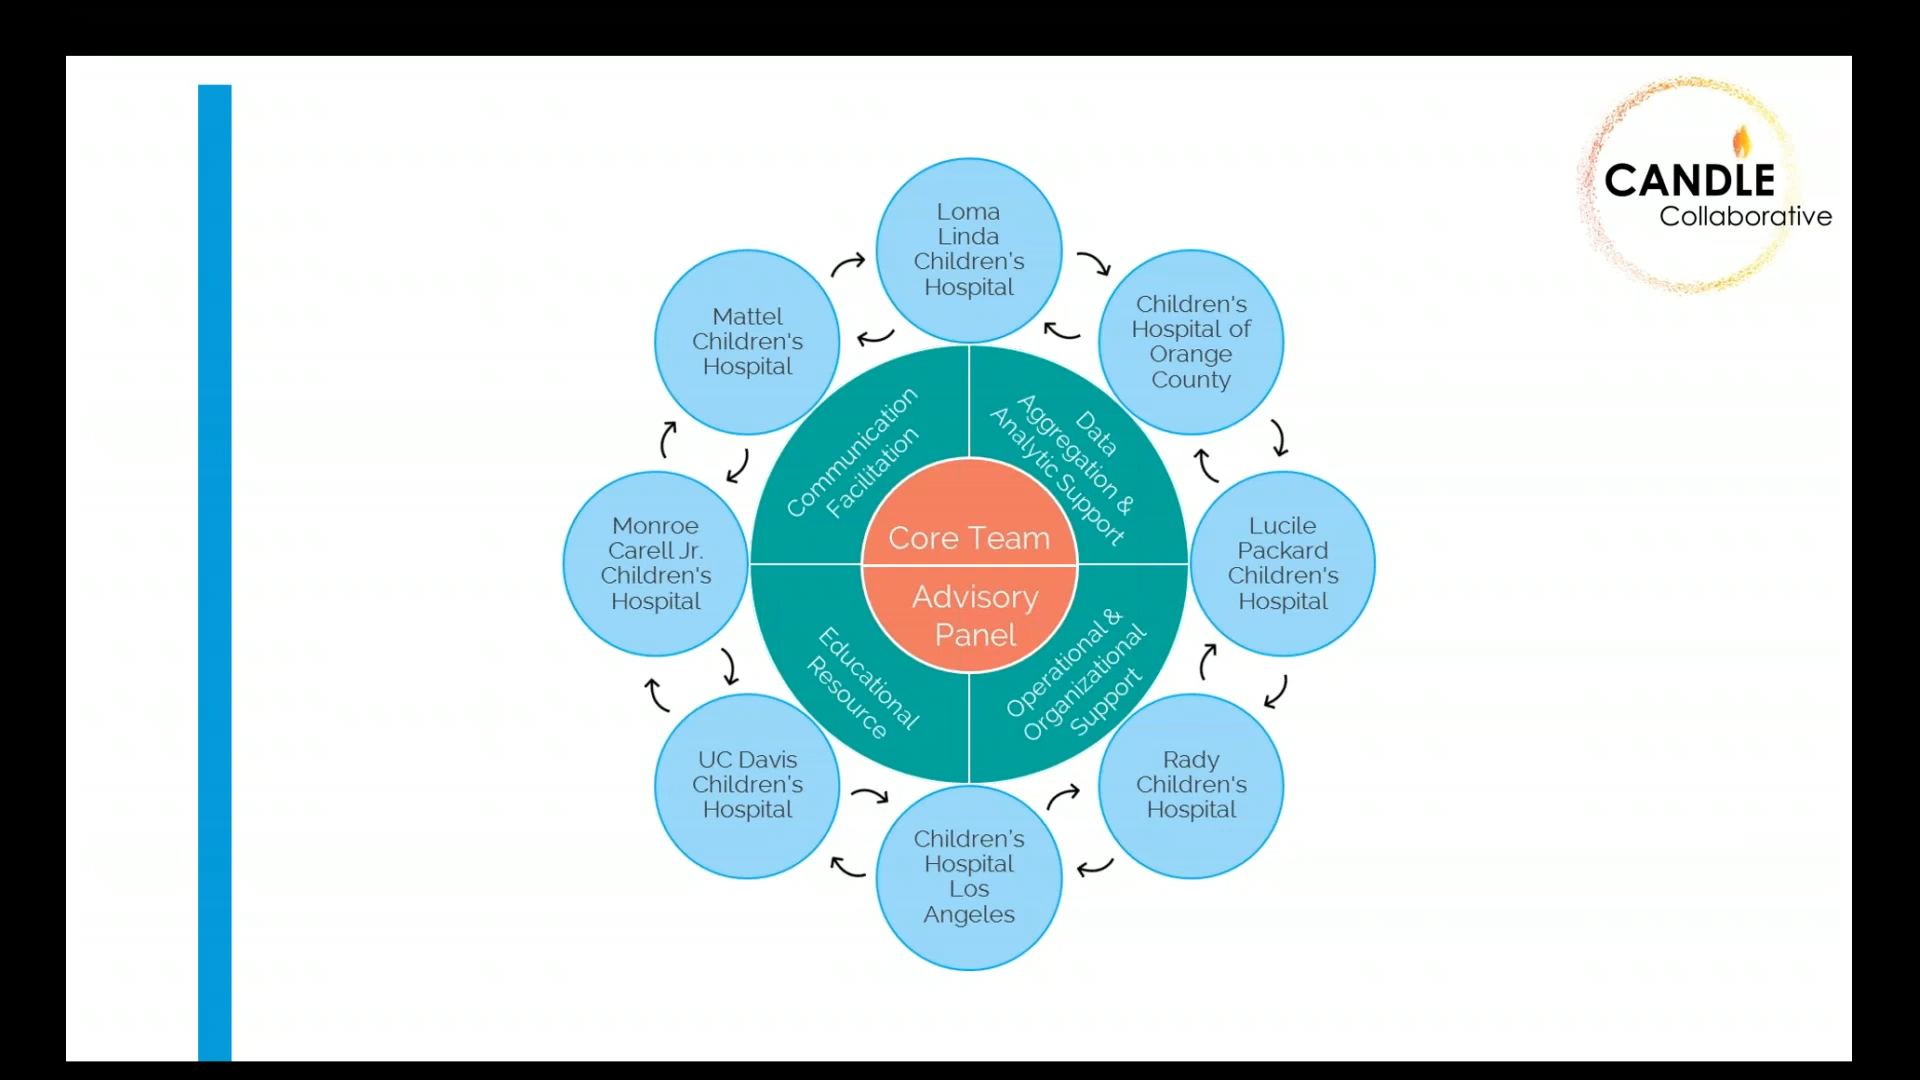 CANDLE
Collaborative
Loma
Linda
Children's
Hospital
Children's
Hospital of
Orange
County
Lucile
Packard
Children's
Hospital
Rady
Children's
Hospital
Children's
Hospital
Los
Angeles
UC Davis
Children's
Hospital
Monroe
Carell Jr.
Children's
Hospital
Mattel
Children's
Hospital
Communication
Facilitation
Data
Aggregation &
Analytic Support
Operational &
Organizational
Support
Educational
Resource
Core Team
Advisory
Panel